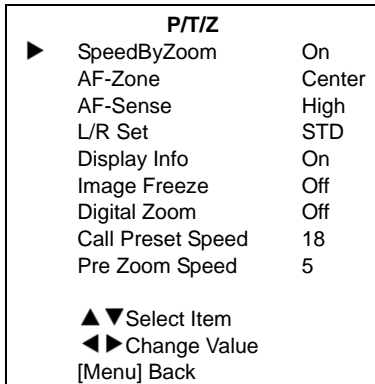 P/T/Z
▶ SpeedByZoom On
AF-Zone Center
AF-Sense High
L/R Set STD
Display Info On
Image Freeze Off
Digital Zoom Off
Call Preset Speed 18
Pre Zoom Speed 5
▲▼Select Item
◀▶Change Value
[Menu] Back